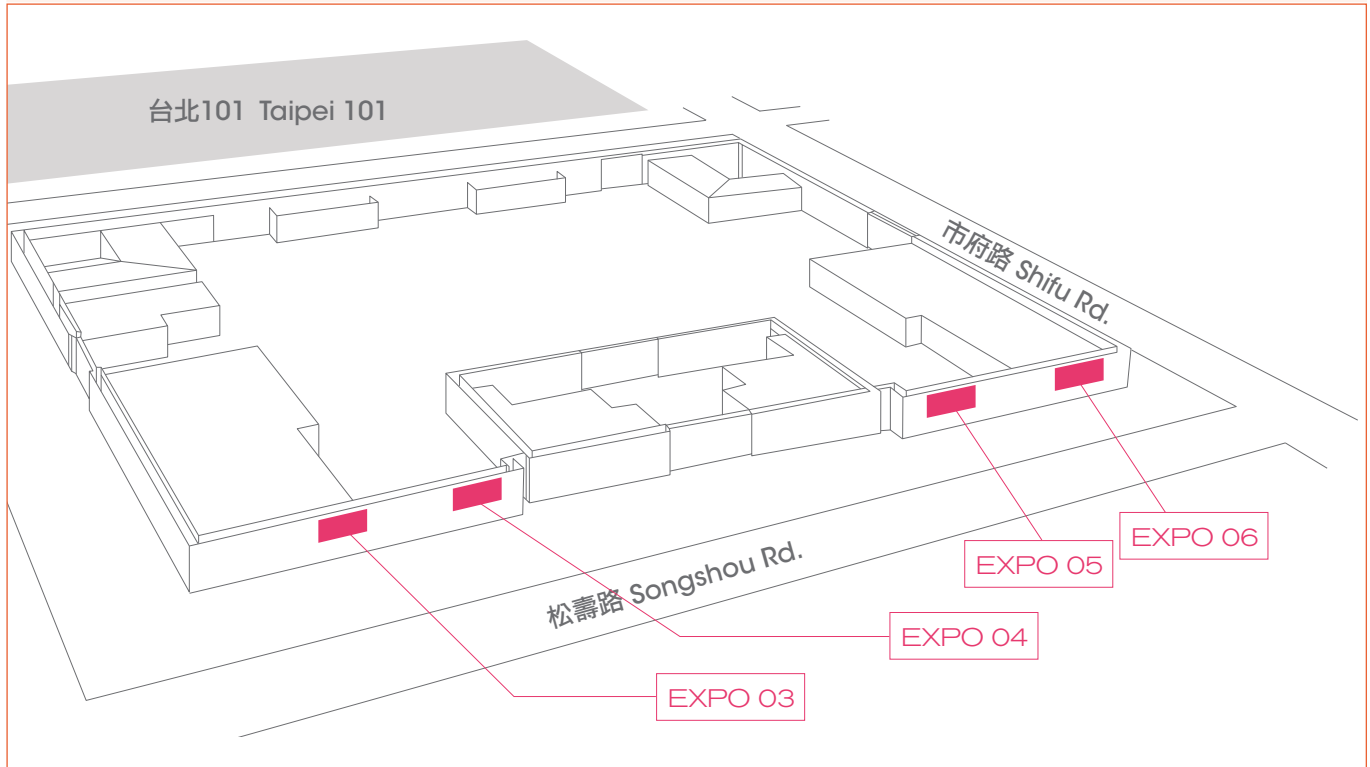 台北101 Taipei 101
市府路 Shifu Rd.
松壽路 Songshou Rd.
EXPO 06
EXPO 05
EXPO 04
EXPO 03